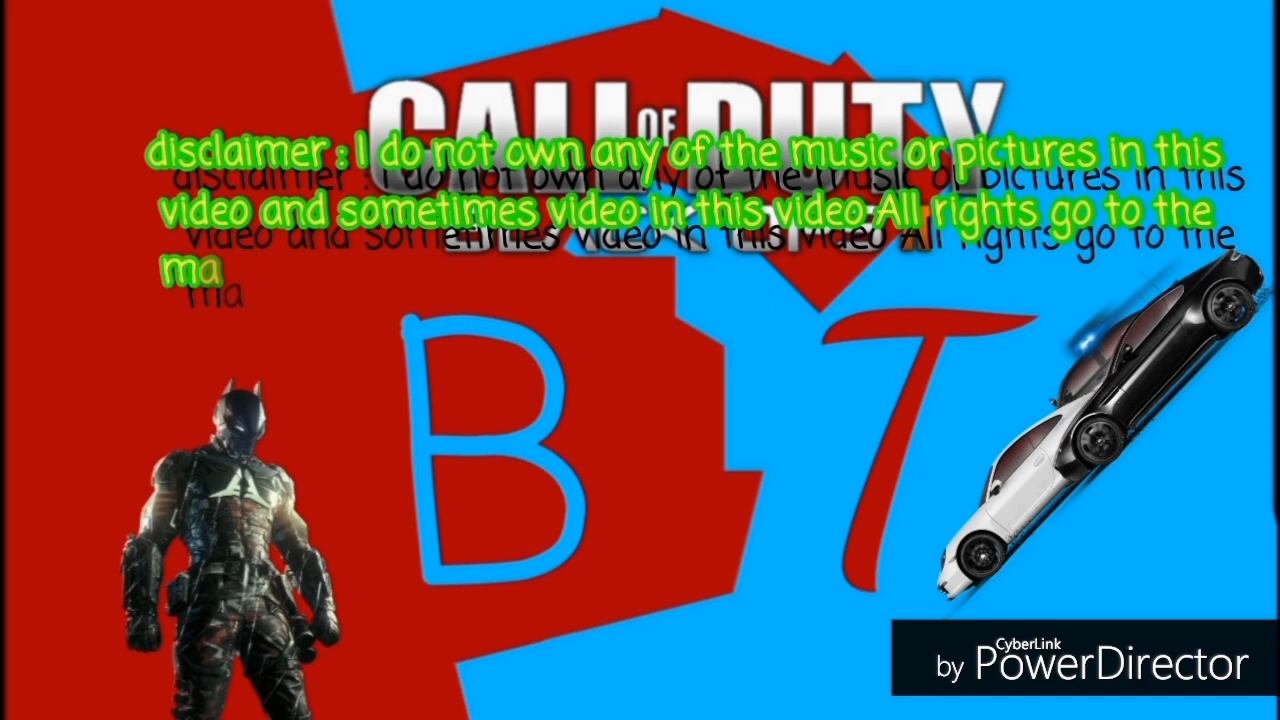 CALL OF DUTY
disclaimer : I do not own any of the music or pictures in this
video and sometimes video in this video All rights go to the
ma
B T
by CyberLink PowerDirector